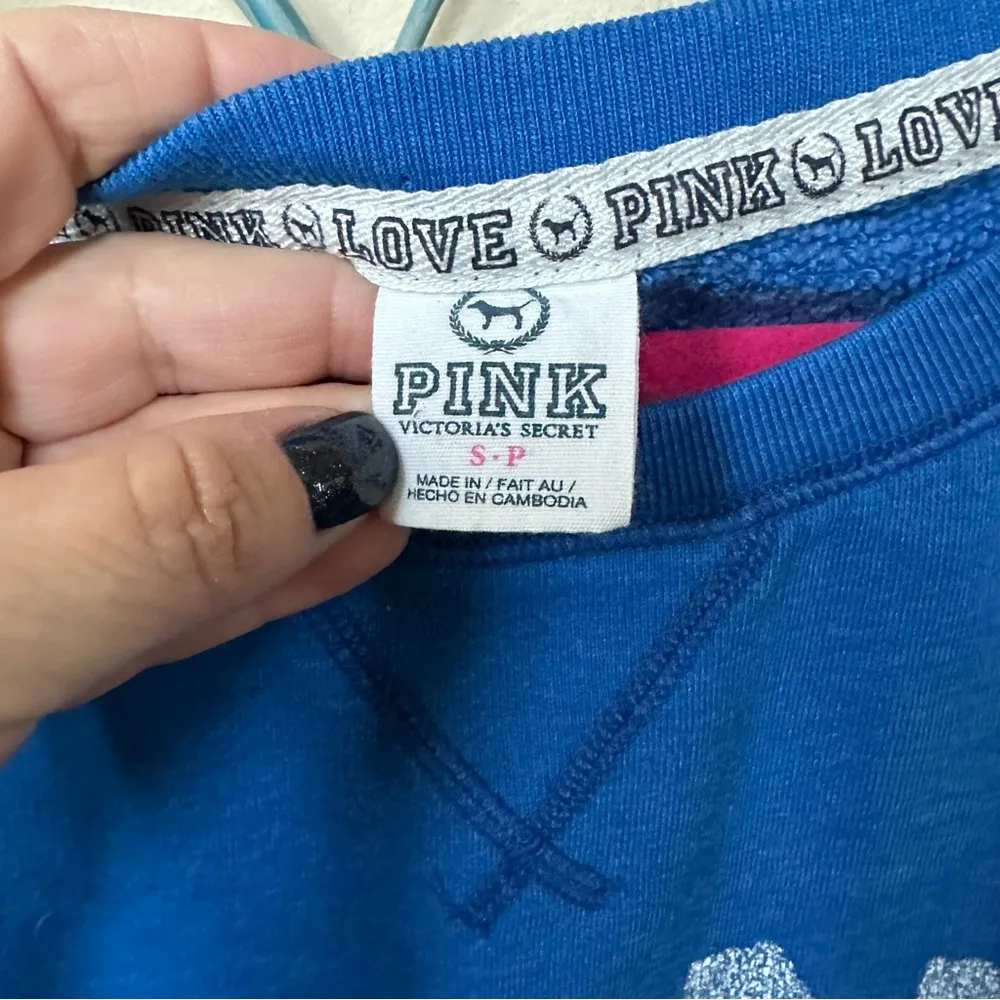 PINK LOVE PINK LOVE
PINK
VICTORIA'S SECRET
S·P
MADE IN / FAIT AU /
HECHO EN CAMBODIA